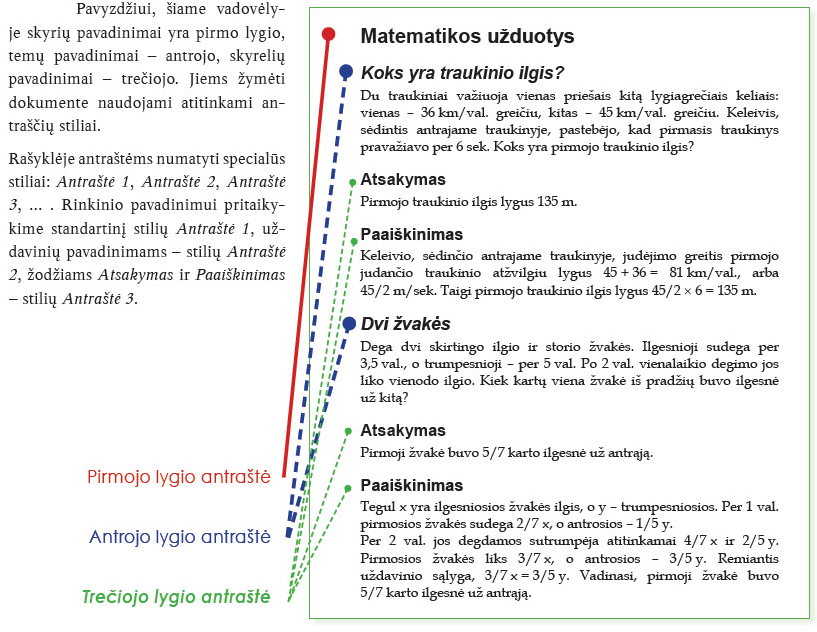 Pavyzdžiui, šiame vadovėly-
je skyrių pavadinimai yra pirmo lygio,
temų pavadinimai – antrojo, skyrelių
pavadinimai – trečiojo. Jiems žymėti
dokumente naudojami atitinkami an-
traščių stiliai.
Rašyklėje antraštėms numatyti specialūs
stiliai: Antraštė 1, Antraštė 2, Antraštė
3, ... . Rinkinio pavadinimui pritaiky-
kime standartinį stilių Antraštė 1, už-
davinių pavadinimams – stilių Antraštė
2, žodžiams Atsakymas ir Paaiškinimas
– stilių Antraštė 3.
Pirmojo lygio antraštė
Antrojo lygio antraštė
Trečiojo lygio antraštė
Matematikos užduotys
Koks yra traukinio ilgis?
Du traukiniai važiuoja vienas priešais kitą lygiagrečiais keliais:
vienas – 36 km/val. greičiu, kitas – 45 km/val. greičiu. Keleivis,
sėdintis antrajame traukinyje, pastebėjo, kad pirmasis traukinys
pravažiavo per 6 sek. Koks yra pirmojo traukinio ilgis?
Atsakymas
Pirmojo traukinio ilgis lygus 135 m.
Paaiškinimas
Keleivio, sėdinčio antrajame traukinyje, judėjimo greitis pirmojo
judančio traukinio atžvilgiu lygus 45 + 36 = 81 km/val., arba
45/2 m/sek. Taigi pirmojo traukinio ilgis lygus 45/2 × 6 = 135 m.
Dvi žvakės
Dega dvi skirtingo ilgio ir storio žvakės. Ilgesnioji sudega per
3,5 val., o trumpesnioji – per 5 val. Po 2 val. vienalaikio degimo jos
liko vienodo ilgio. Kiek kartų viena žvakė iš pradžių buvo ilgesnė
už kitą?
Atsakymas
Pirmoji žvakė buvo 5/7 karto ilgesnė už antrąją.
Paaiškinimas
Tegul x yra ilgesniosios žvakės ilgis, o y – trumpesniosios. Per 1 val.
pirmosios žvakės sudega 2/7 x, o antrosios – 1/5 y.
Per 2 val. jos degdamos sutrumpėja atitinkamai 4/7 x ir 2/5 y.
Pirmosios žvakės liks 3/7 x, o antrosios – 3/5 y. Remiantis
uždavinio sąlyga, 3/7 x = 3/5 y. Vadinasi, pirmoji žvakė buvo
5/7 karto ilgesnė už antrąją.